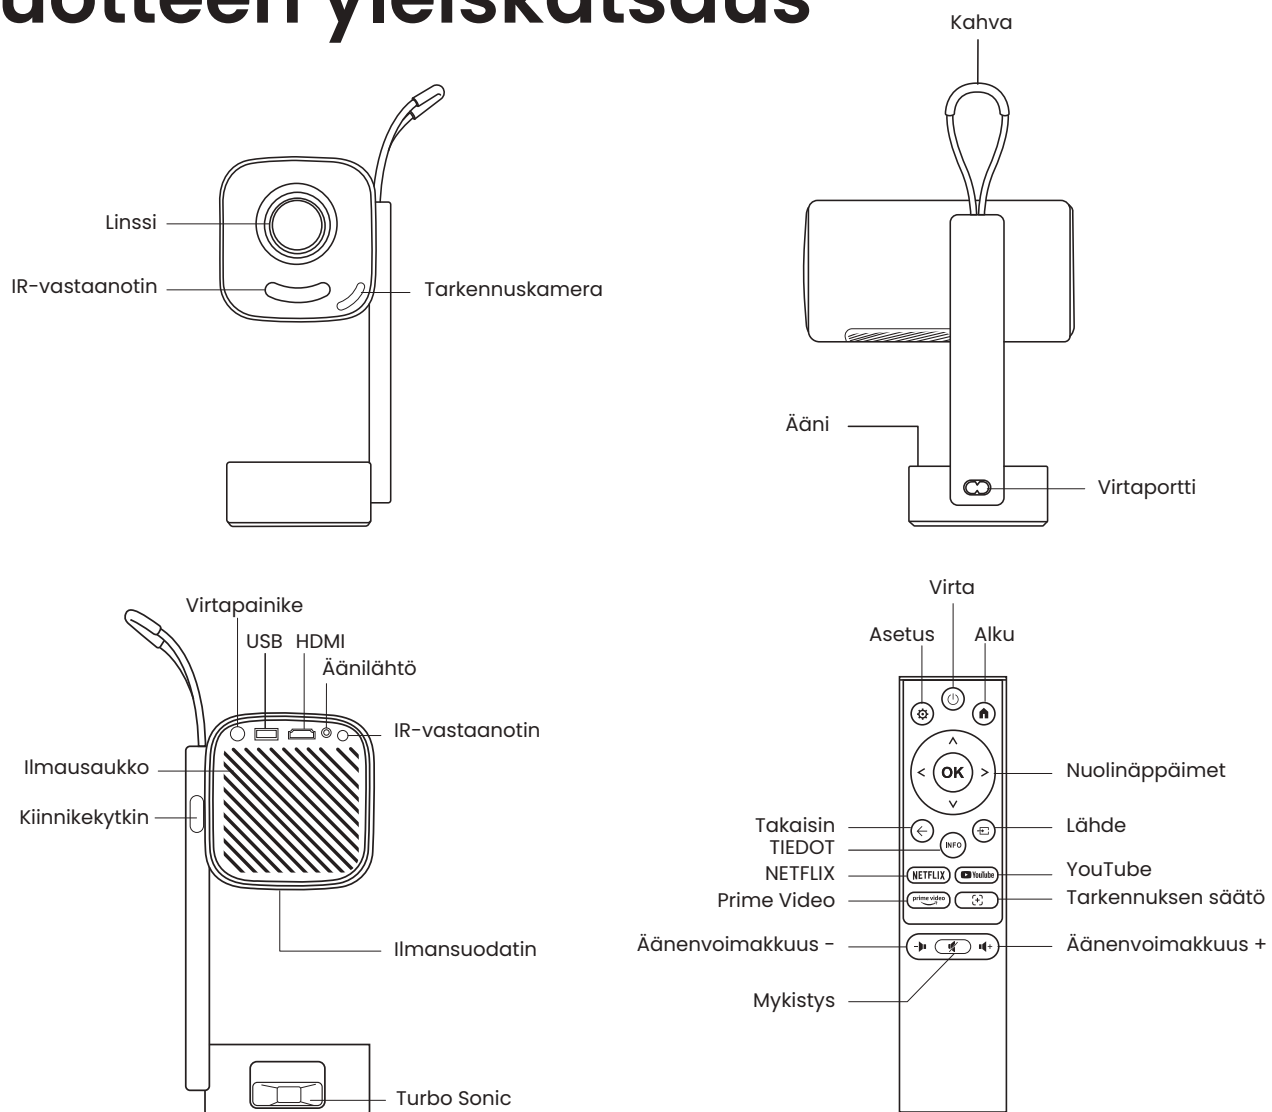 uotteen yleiskatsaus
Kahva
Linssi
IR-vastaanotin
Tarkennuskamera
Ääni
Virtaportti
Virtapainike
USB HDMI
Äänilähtö
IR-vastaanotin
Ilmausaukko
Kiinnikekytkin
Ilmansuodatin
Turbo Sonic
Virta
Asetus Alku
OK
Nuolinäppäimet
Takaisin
Lähde
TIEDOT
INFO
NETFLIX
NETFLIX
YouTube
YouTube
Prime Video
prime video
Tarkennuksen säätö
Äänenvoimakkuus -
Äänenvoimakkuus +
Mykistys